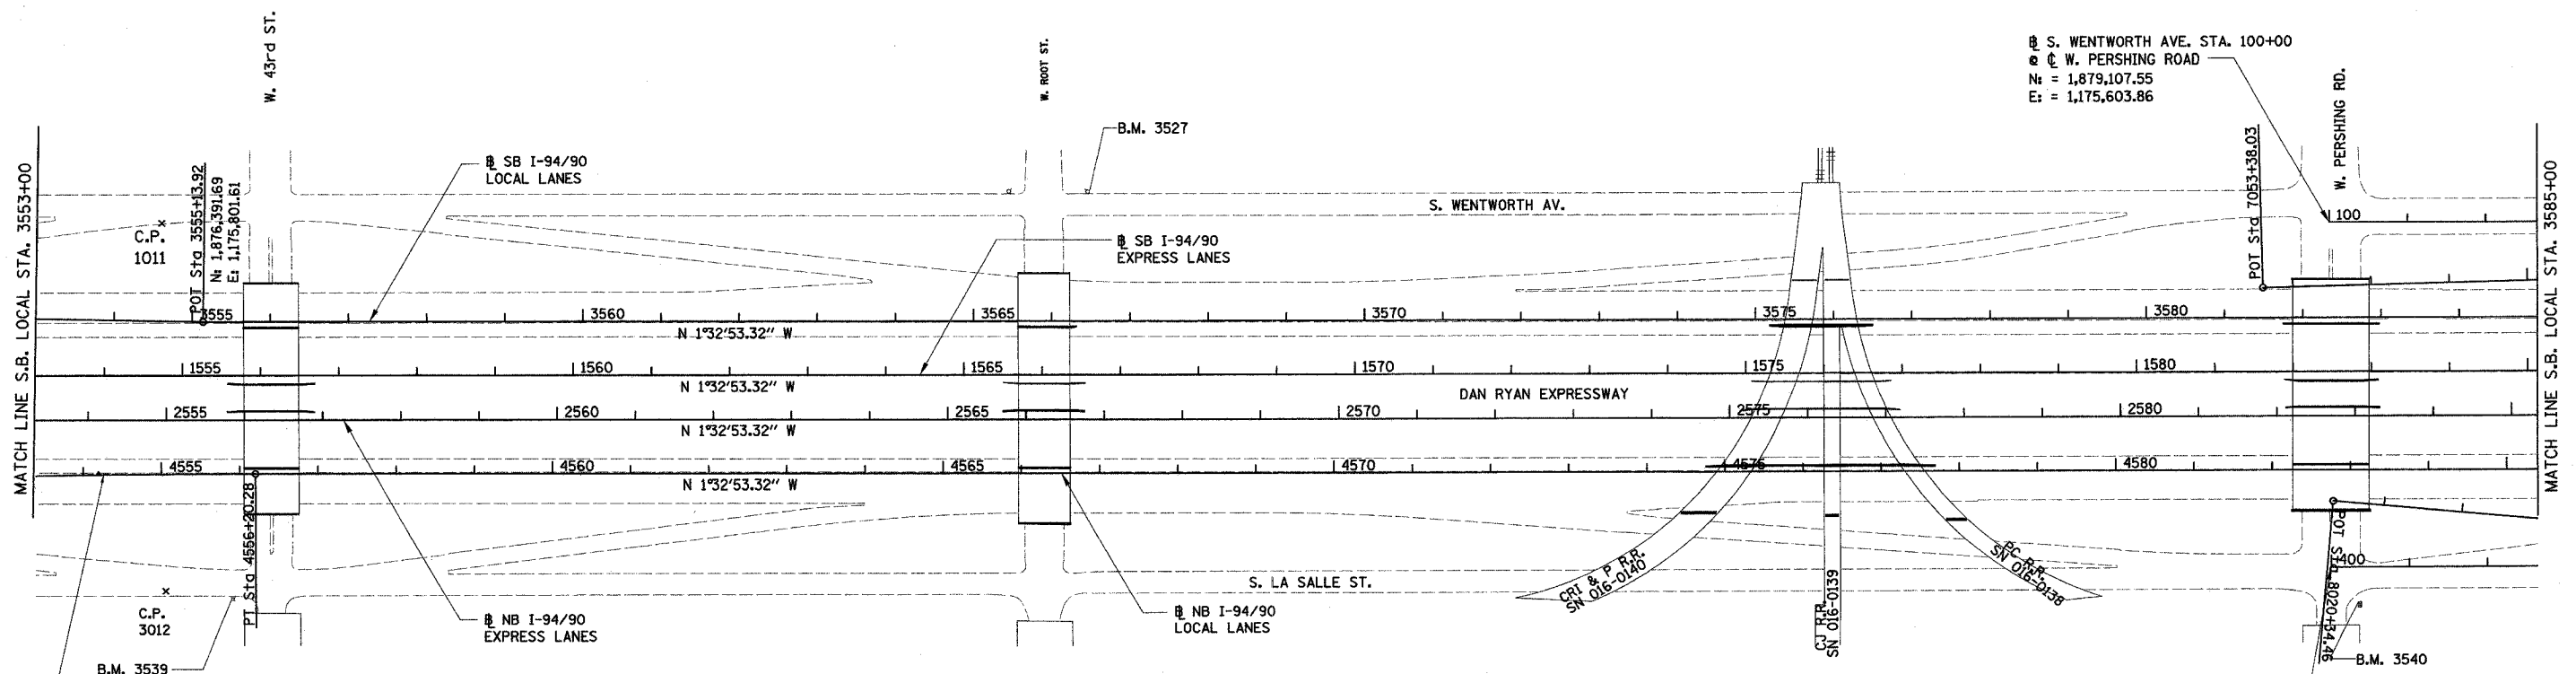 W. 43rd ST.
W. ROOT ST.
B.M. 3527
℄ S. WENTWORTH AVE. STA. 100+00
@ ℄ W. PERSHING ROAD
N: = 1,879,107.55
E: = 1,175,603.86
W. PERSHING RD.
MATCH LINE S.B. LOCAL STA. 3553+00
C.P.
1011
POT Sta 3555+13.92
N: 1,876,391.69
E: 1,175,801.61
℄ SB I-94/90
LOCAL LANES
℄ SB I-94/90
EXPRESS LANES
S. WENTWORTH AV.
POT Sta 7053+38.03
100
MATCH LINE S.B. LOCAL STA. 3585+00
3555
3560
3565
3570
3575
3580
N 1°32'53.32" W
1555
1560
1565
1570
1575
1580
N 1°32'53.32" W
DAN RYAN EXPRESSWAY
2555
2560
2565
2570
2575
2580
N 1°32'53.32" W
4555
4560
4565
4570
4575
4580
N 1°32'53.32" W
PT Sta 4556+20.28
C.P.
3012
B.M. 3539
℄ NB I-94/90
EXPRESS LANES
S. LA SALLE ST.
℄ NB I-94/90
LOCAL LANES
CRI & P R.R.
SN 016-0140
CJ R.R.
SN 016-0139
PC R.R.
SN 016-0138
POT Sta. 8020+34.46
400
B.M. 3540